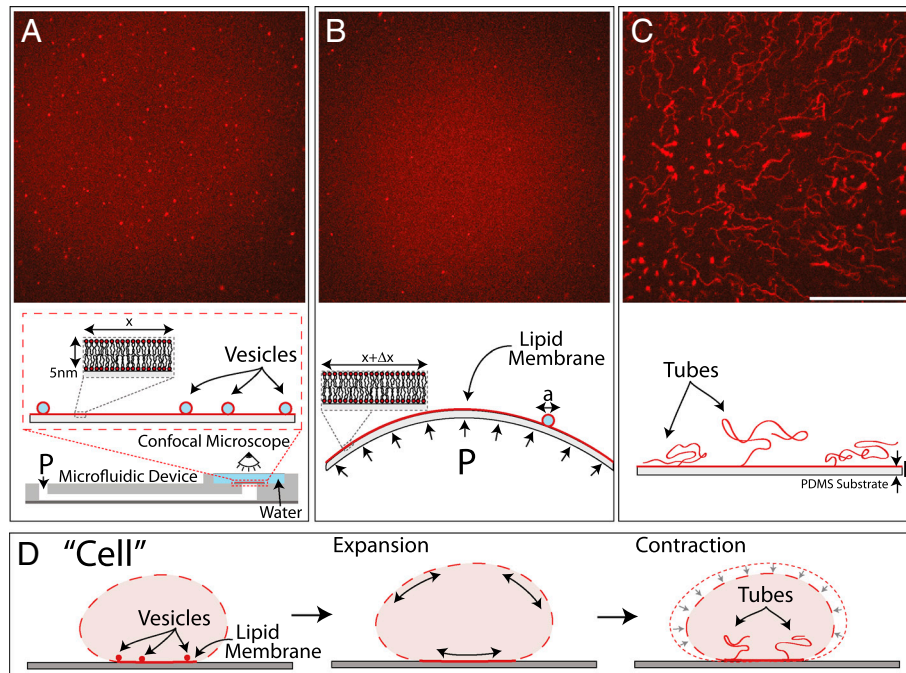 A
B
C
x
5nm
Vesicles
Confocal Microscope
P
Microfluidic Device
Water
x+Δx
Lipid
Membrane
a
P
Tubes
PDMS Substrate
D "Cell"
Vesicles
Lipid
Membrane
Expansion
Contraction
Tubes